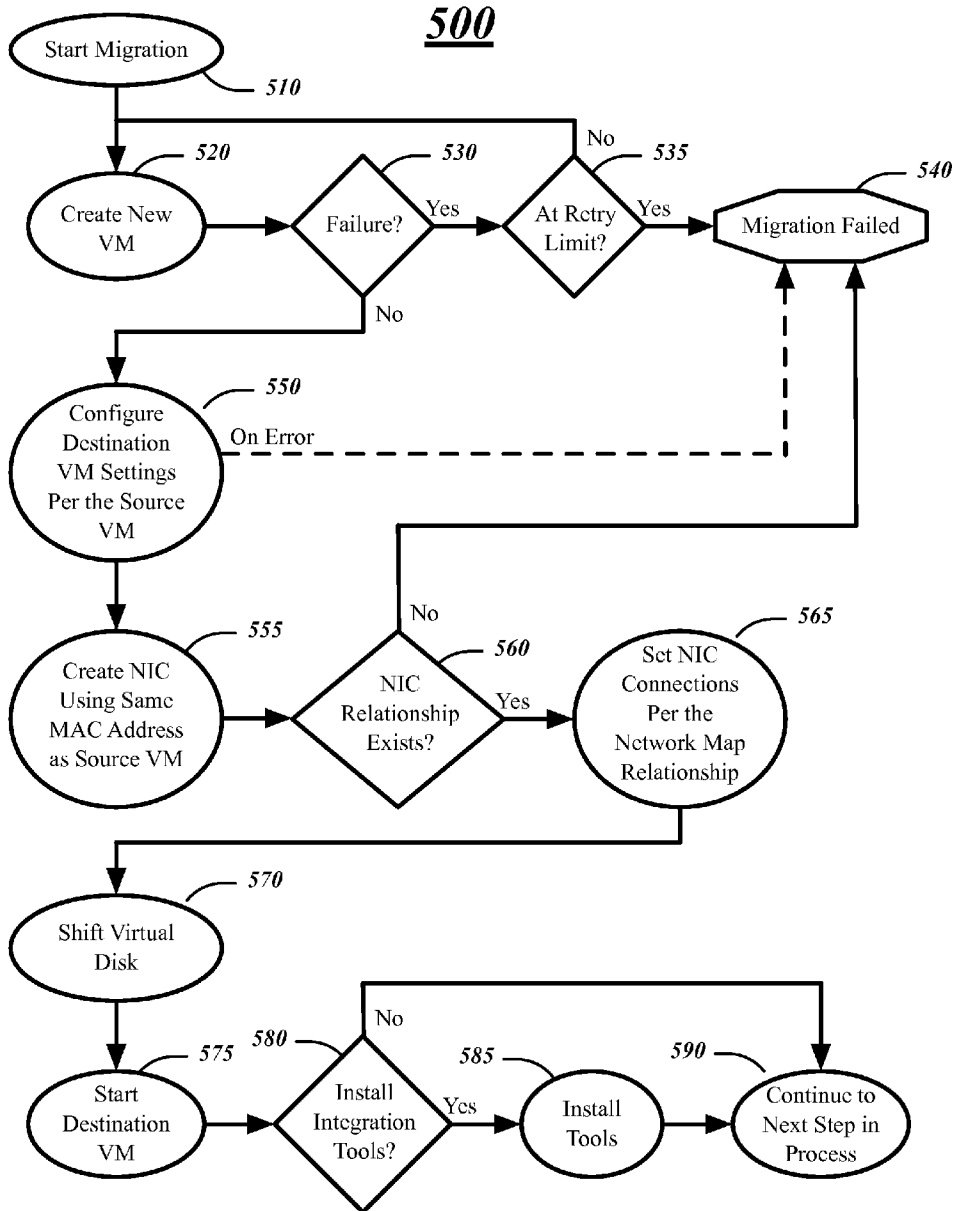 500
Start Migration
510
No
520
530
535
540
Create New
VM
Failure?
Yes
At Retry
Limit?
Yes
Migration Failed
No
550
Configure
Destination
VM Settings
Per the Source
VM
On Error
555
No
560
565
Create NIC
Using Same
MAC Address
as Source VM
NIC
Relationship
Exists?
Yes
Set NIC
Connections
Per the
Network Map
Relationship
570
Shift Virtual
Disk
No
575
580
585
590
Start
Destination
VM
Install
Integration
Tools?
Yes
Install
Tools
Continue to
Next Step in
Process